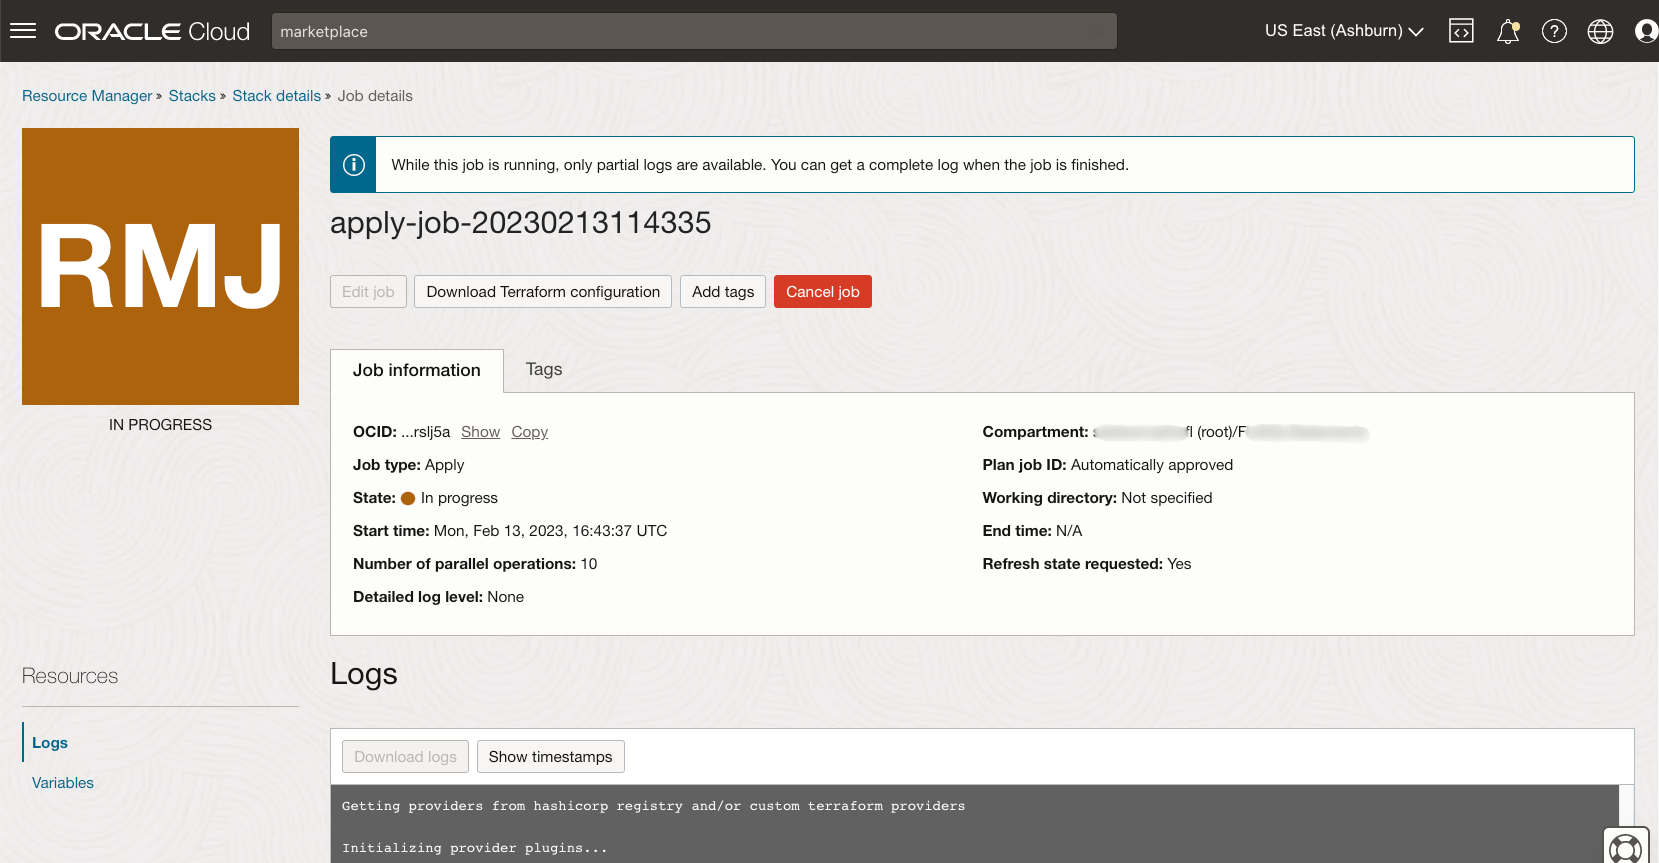 ORACLE Cloud
marketplace
US East (Ashburn)
Resource Manager » Stacks » Stack details » Job details
RMJ
IN PROGRESS
While this job is running, only partial logs are available. You can get a complete log when the job is finished.
apply-job-20230213114335
Edit job
Download Terraform configuration
Add tags
Cancel job
Job information
Tags
OCID: ...rslj5a Show Copy
Job type: Apply
State: In progress
Start time: Mon, Feb 13, 2023, 16:43:37 UTC
Number of parallel operations: 10
Detailed log level: None
Compartment: fl (root)/F
Plan job ID: Automatically approved
Working directory: Not specified
End time: N/A
Refresh state requested: Yes
Resources
Logs
Variables
Logs
Download logs
Show timestamps
Getting providers from hashicorp registry and/or custom terraform providers
Initializing provider plugins...